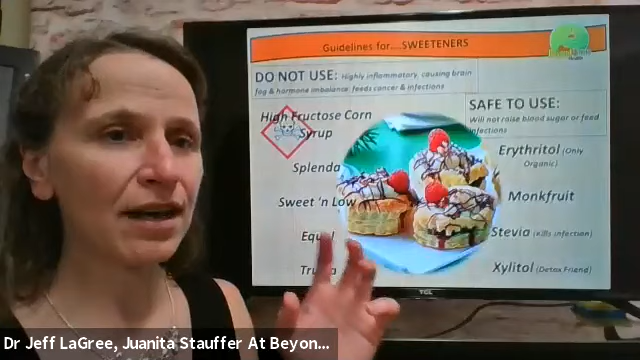 Guidelines for....SWEETENERS
DO NOT USE: Highly inflammatory, causing brain
fog & hormone imbalance, feeds cancer & infections
High Fructose Corn
Syrup
Splenda
Sweet 'n Low
SAFE TO USE:
Will not raise blood sugar or feed
infections
Erythritol (Only
Organic)
Monkfruit
Stevia (Kills infection)
Xylitol (Detox Friend)
TCL
Dr Jeff LaGree, Juanita Stauffer At Beyon...